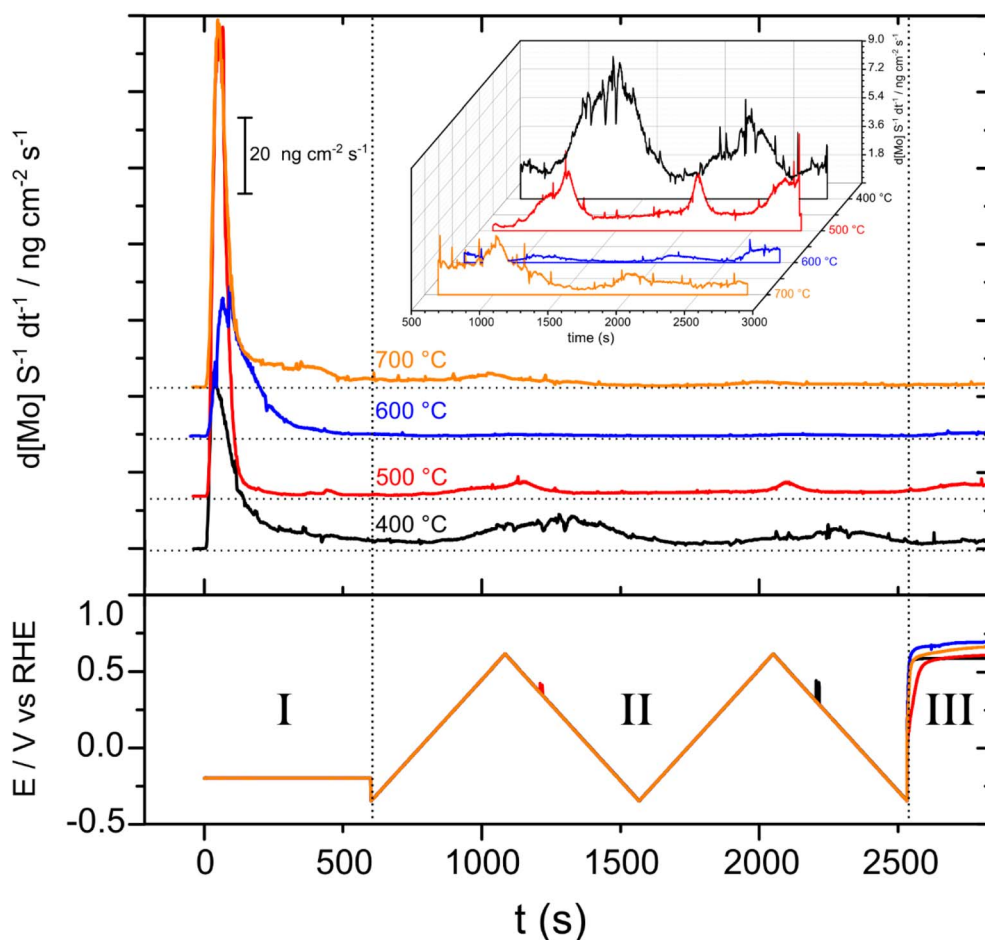 d[Mo] S⁻¹ dt⁻¹ / ng cm⁻² s⁻¹
20 ng cm⁻² s⁻¹
9.0
7.2
5.4
3.6
1.8
d[Mo] S⁻¹ dt⁻¹ / ng cm⁻² s⁻¹
400 °C
500 °C
600 °C
700 °C
500 1000 1500 2000 2500 3000
time (s)
700 °C
600 °C
500 °C
400 °C
E / V vs RHE
1.0
0.5
0.0
-0.5
I II III
0 500 1000 1500 2000 2500
t (s)